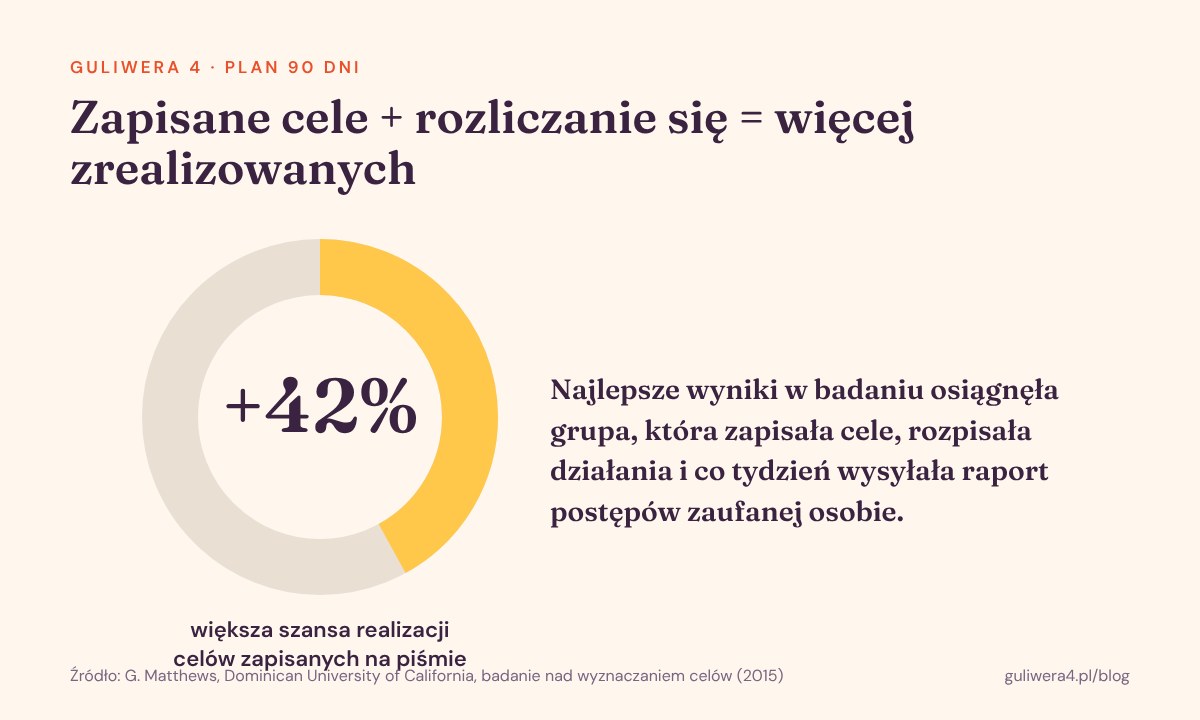 GULIWERA 4 · PLAN 90 DNI
Zapisane cele + rozliczanie się = więcej
zrealizowanych
+42%
Najlepsze wyniki w badaniu osiągnęła
grupa, która zapisała cele, rozpisała
działania i co tydzień wysyłała raport
postępów zaufanej osobie.
większa szansa realizacji
celów zapisanych na piśmie
Źródło: G. Matthews, Dominican University of California, badanie nad wyznaczaniem celów (2015)
guliwera4.pl/blog